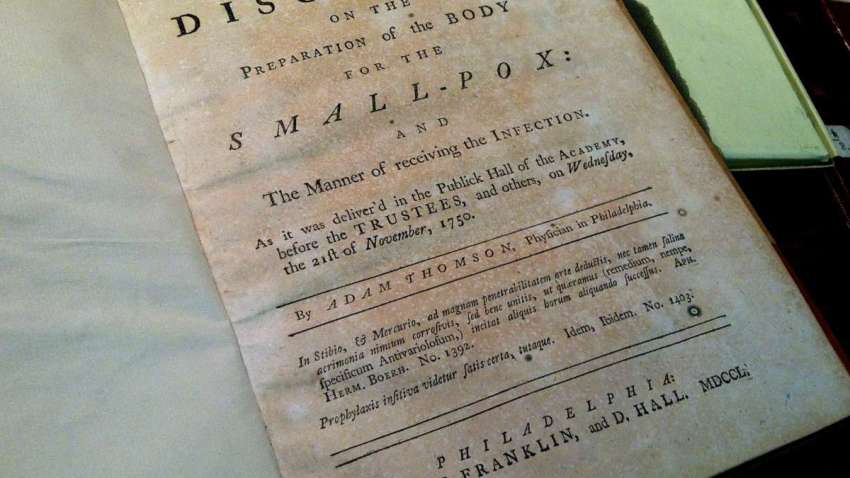 DISC
ON THE
PREPARATION of the BODY
FOR THE
SMALL-POX:
AND
The Manner of receiving the INFECTION.
As it was deliver'd in the Publick Hall of the ACADEMY,
before the TRUSTEES, and others, on Wedneſday,
the 21ſt of November, 1750.
By ADAM THOMSON, Phyſician in Philadelphia.
In Stibio, & Mercurio, ad magnam penetrabilitatem arte deductis, nec tamen ſalina
acrimonia nimium corroſivis, ſed bene unitis, ut quæramus (remedium, nempe,
ſpecificum Antivarioloſum,) incitat aliquis horum aliquando ſucceſſus. APH.
HERM. BOERH. No. 1392.
Prophylaxis inſitiva videtur ſatis certa, tutaque. Idem, Ibidem. No. 1403.
PHILADELPHIA:
FRANKLIN, and D. HALL. MDCCL.